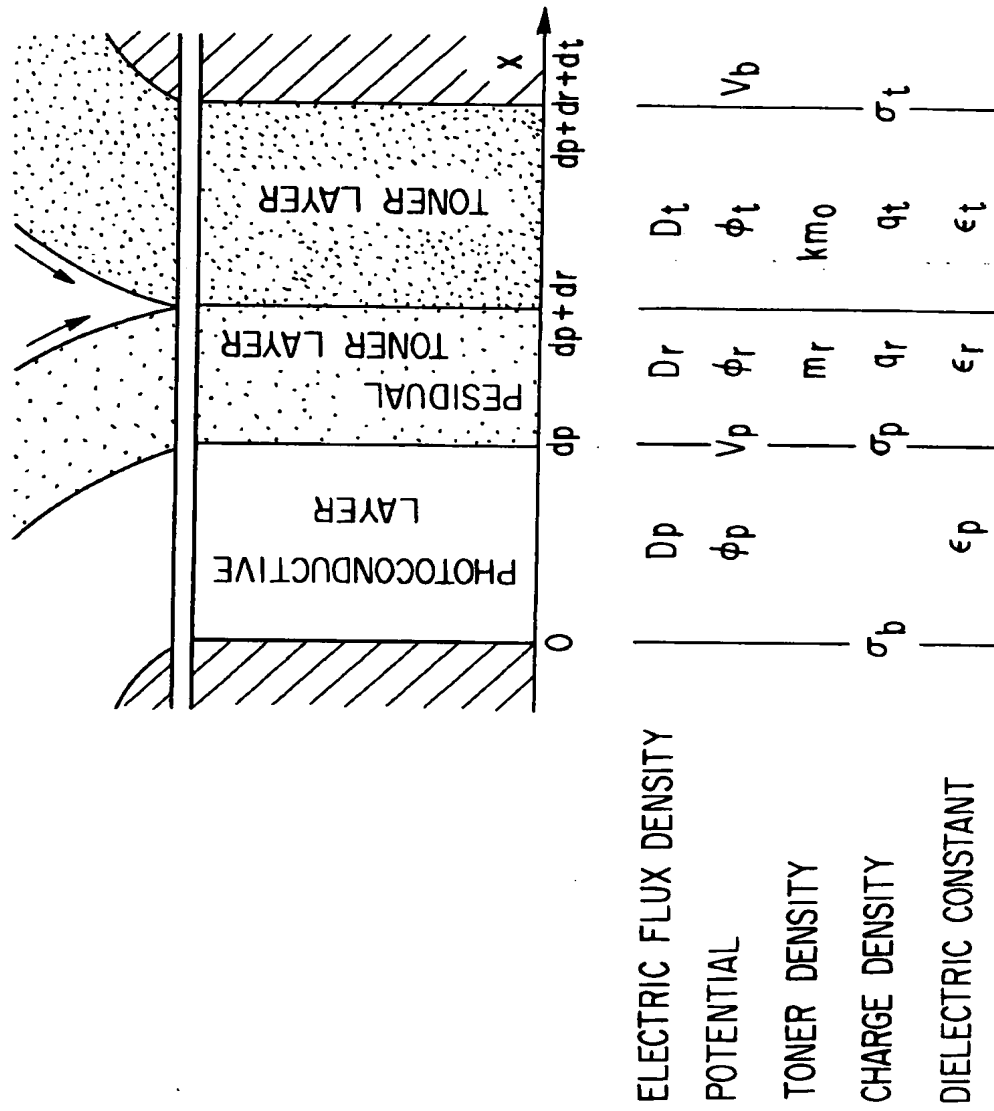 PHOTOCONDUCTIVE
LAYER
PESIDUAL
TONER LAYER
TONER LAYER
0 dp dp+dr dp+dr+dt X
ELECTRIC FLUX DENSITY Dp Dr Dt
POTENTIAL ϕp Vp ϕr ϕt Vb
TONER DENSITY mr km₀
CHARGE DENSITY σb σp qr qt σt
DIELECTRIC CONSTANT ϵp ϵr ϵt